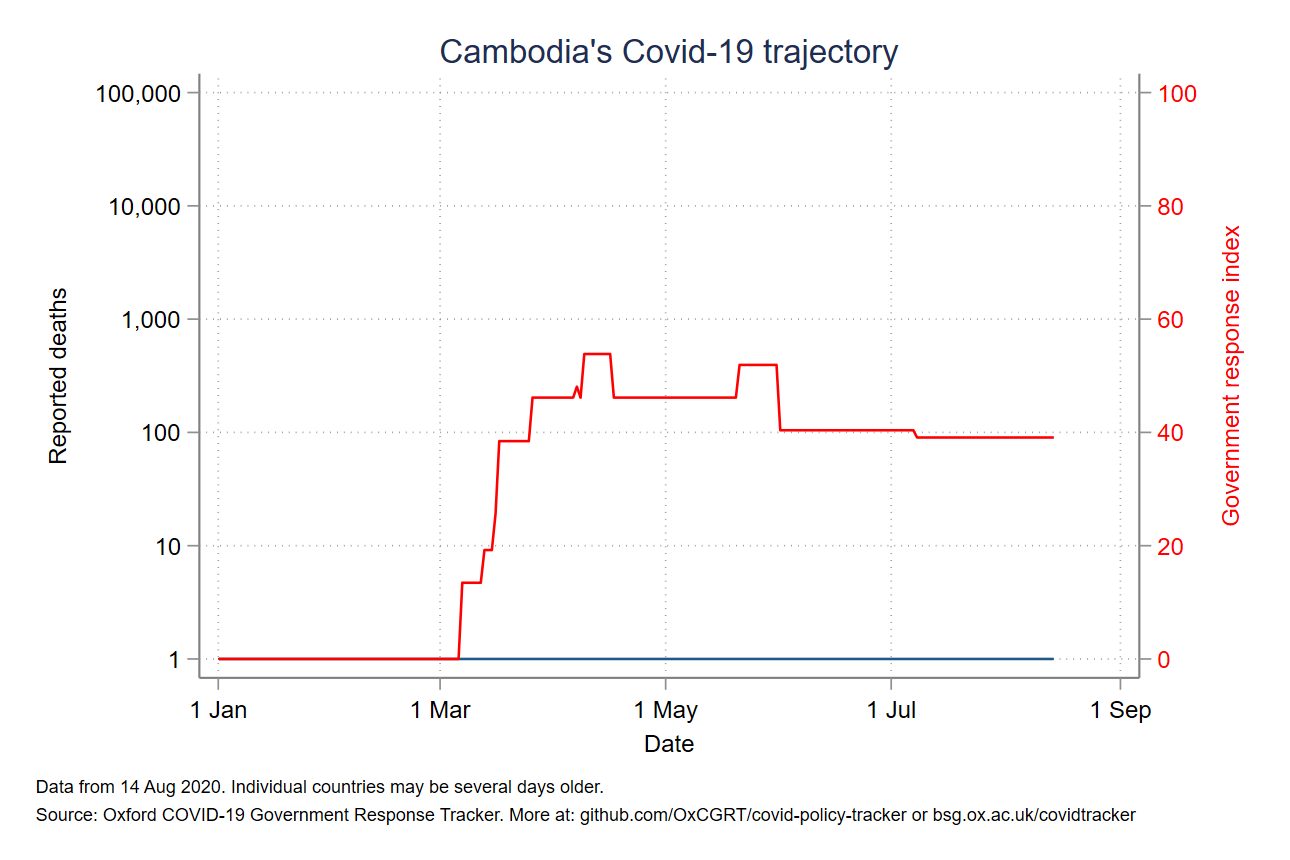 Cambodia's Covid-19 trajectory
100,000
10,000
1,000
100
10
1
Reported deaths
100
80
60
40
20
0
Government response index
1 Jan
1 Mar
1 May
1 Jul
1 Sep
Date
Data from 14 Aug 2020. Individual countries may be several days older.
Source: Oxford COVID-19 Government Response Tracker. More at: github.com/OxCGRT/covid-policy-tracker or bsg.ox.ac.uk/covidtracker